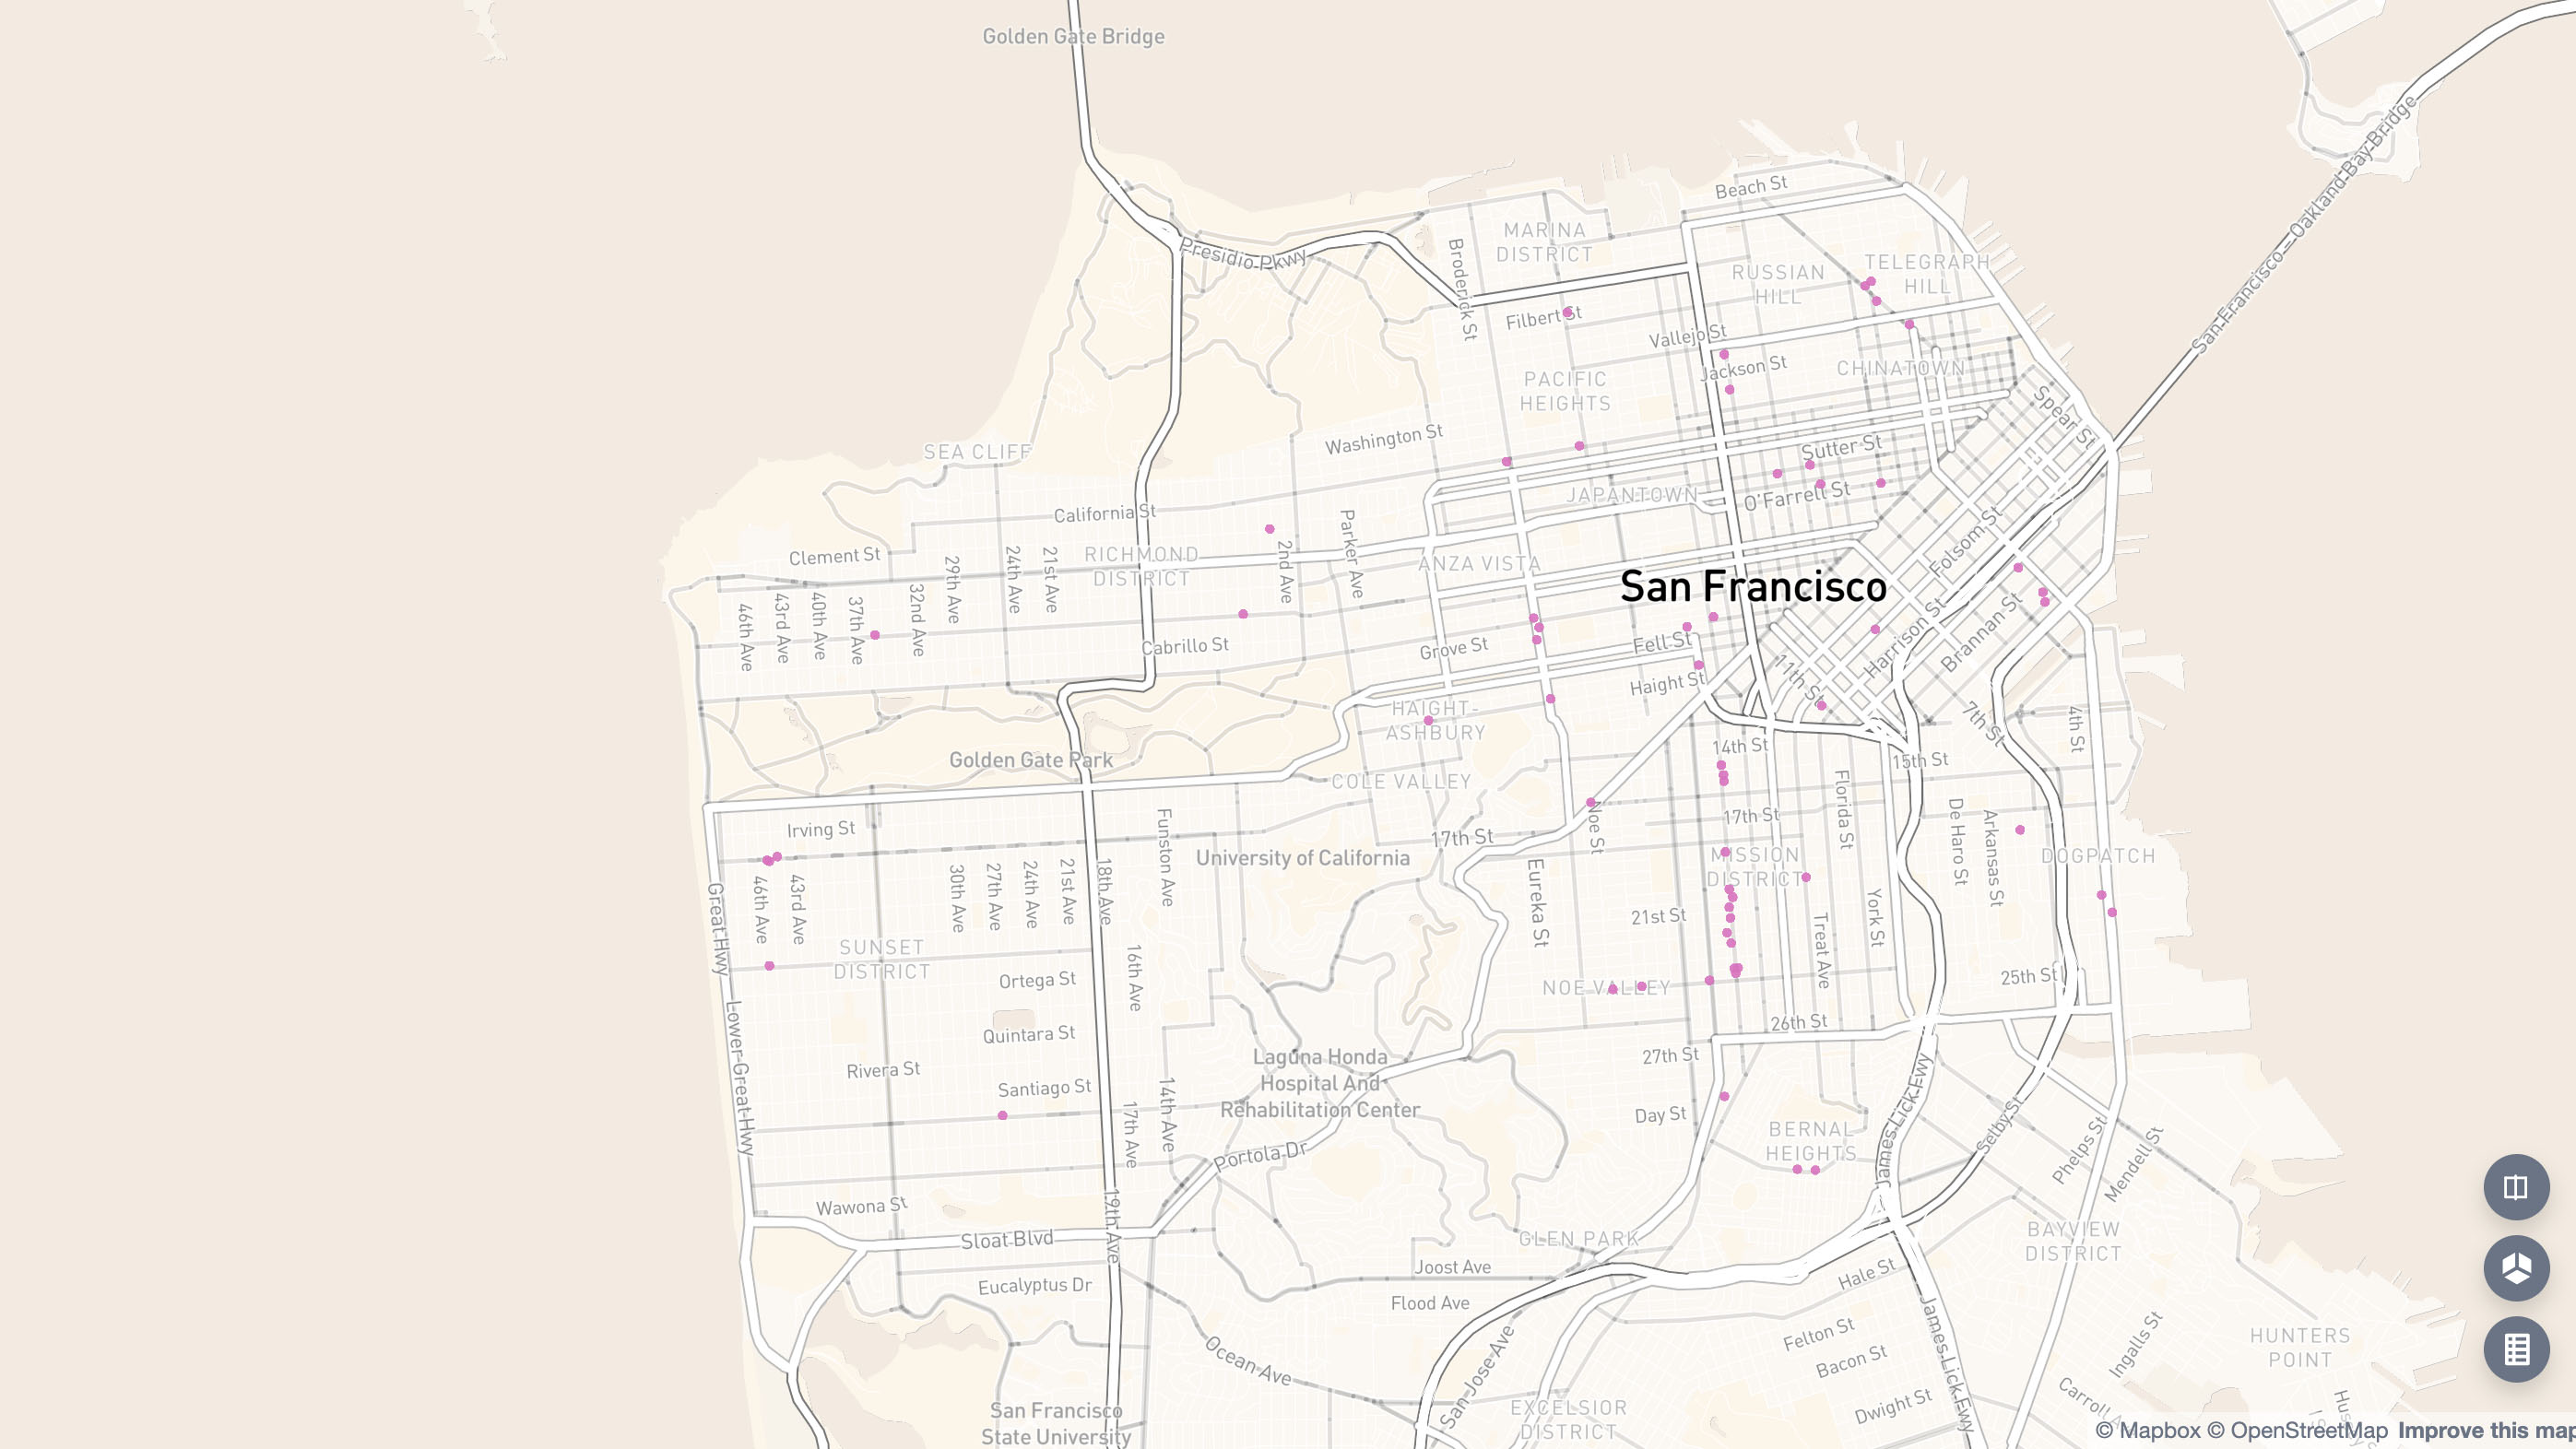 Golden Gate Bridge
San Francisco – Oakland Bay Bridge
Beach St
MARINA
DISTRICT
Presidio Pkwy
Broderick St
RUSSIAN
HILL
TELEGRAPH
HILL
Filbert St
Vallejo St
Jackson St
CHINATOWN
PACIFIC
HEIGHTS
Spear St
Washington St
SEA CLIFF
Sutter St
JAPANTOWN
O'Farrell St
California St
Parker Ave
Folsom St
Clement St
RICHMOND
DISTRICT
2nd Ave
ANZA VISTA
29th Ave
24th Ave
21st Ave
San Francisco
46th Ave
43rd Ave
40th Ave
37th Ave
32nd Ave
Cabrillo St
Grove St
Fell St
Harrison St
Brannan St
Haight St
11th St
HAIGHT-
ASHBURY
7th St
4th St
Golden Gate Park
14th St
15th St
COLE VALLEY
Irving St
Funston Ave
17th St
Noe St
17th St
Florida St
De Haro St
Arkansas St
University of California
MISSION
DISTRICT
DOGPATCH
Great Hwy
46th Ave
43rd Ave
30th Ave
27th Ave
24th Ave
21st Ave
18th Ave
Eureka St
21st St
York St
Treat Ave
SUNSET
DISTRICT
16th Ave
Ortega St
NOE VALLEY
25th St
Lower Great Hwy
Quintara St
26th St
Rivera St
Santiago St
Laguna Honda
Hospital And
Rehabilitation Center
27th St
Day St
14th Ave
17th Ave
BERNAL
HEIGHTS
James Lick Fwy
Selby St
Phelps St
Mendell St
Portola Dr
Wawona St
19th Ave
Sloat Blvd
GLEN PARK
BAYVIEW
DISTRICT
Eucalyptus Dr
Joost Ave
Hale St
Flood Ave
Ocean Ave
San Jose Ave
Felton St
Bacon St
James Lick Fwy
Ingalls St
HUNTERS
POINT
San Francisco
State University
EXCELSIOR
DISTRICT
Dwight St
Carroll
© Mapbox © OpenStreetMap Improve this map